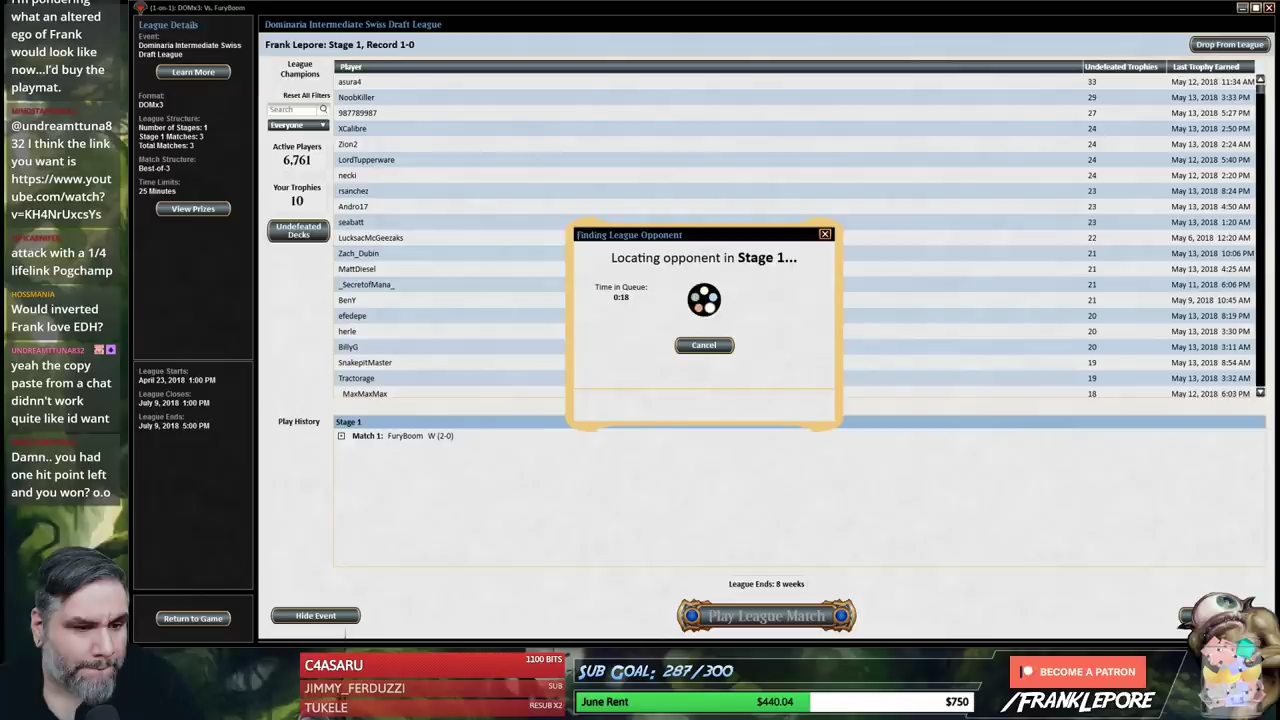 I'm pondering
what an altered
ego of Frank
would look like
now...I'd buy the
playmat.
@undreamttuna8
32 I think the link
you want is
https://www.yout
ube.com/watch?
v=KH4NrUxcsYs
attack with a 1/4
lifelink Pogchamp
HOSSMANIA
Would inverted
Frank love EDH?
UNDREAMTTUNA832
yeah the copy
paste from a chat
didn't work
quite like id want
Damn.. you had
one hit point left
and you won? o.o
(1-on-1): DOMx3: Vs. FuryBoom
League Details
Event:
Dominaria Intermediate Swiss
Draft League
Learn More
Format:
DOMx3
League Structure:
Number of Stages: 1
Stage 1 Matches: 3
Total Matches: 3
Match Structure:
Best-of-3
Time Limits:
25 Minutes
View Prizes
League Starts:
April 23, 2018 1:00 PM
League Closes:
July 9, 2018 1:00 PM
League Ends:
July 9, 2018 5:00 PM
Return to Game
Dominaria Intermediate Swiss Draft League
Frank Lepore: Stage 1, Record 1-0
Drop From League
League
Champions
Reset All Filters
Search
Everyone
Active Players
6,761
Your Trophies
10
Undefeated
Decks
Player Undefeated Trophies Last Trophy Earned
asura4 33 May 12, 2018 11:34 AM
NoobKiller 29 May 13, 2018 3:33 PM
987789987 27 May 13, 2018 5:27 PM
XCalibre 24 May 13, 2018 2:50 PM
Zion2 24 May 13, 2018 2:24 AM
LordTupperware 24 May 12, 2018 5:40 PM
necki 24 May 12, 2018 2:20 PM
rsanchez 23 May 13, 2018 8:24 PM
Andro17 23 May 13, 2018 4:50 AM
seabatt 23 May 13, 2018 1:20 AM
LucksacMcGeezaks 22 May 6, 2018 12:20 AM
Zach_Dubin 21 May 13, 2018 10:06 PM
MattDiesel 21 May 13, 2018 4:25 AM
_SecretofMana_ 21 May 11, 2018 6:06 PM
BenY 21 May 9, 2018 10:45 AM
efedepe 20 May 13, 2018 8:19 PM
herle 20 May 13, 2018 3:30 PM
BillyG 20 May 13, 2018 3:11 AM
SnakepitMaster 19 May 13, 2018 8:54 AM
Tractorage 19 May 13, 2018 3:32 AM
MaxMaxMax 18 May 12, 2018 6:03 PM
Finding League Opponent
Locating opponent in Stage 1...
Time in Queue:
0:18
Cancel
Play History
Stage 1
Match 1: FuryBoom W (2-0)
League Ends: 8 weeks
Hide Event
Play League Match
C4ASARU 1100 BITS
JIMMY_FERDUZZI SUB
TUKELE RESUB X2
SUB GOAL: 287/300
June Rent $440.04 $750
BECOME A PATRON
/FRANKLEPORE